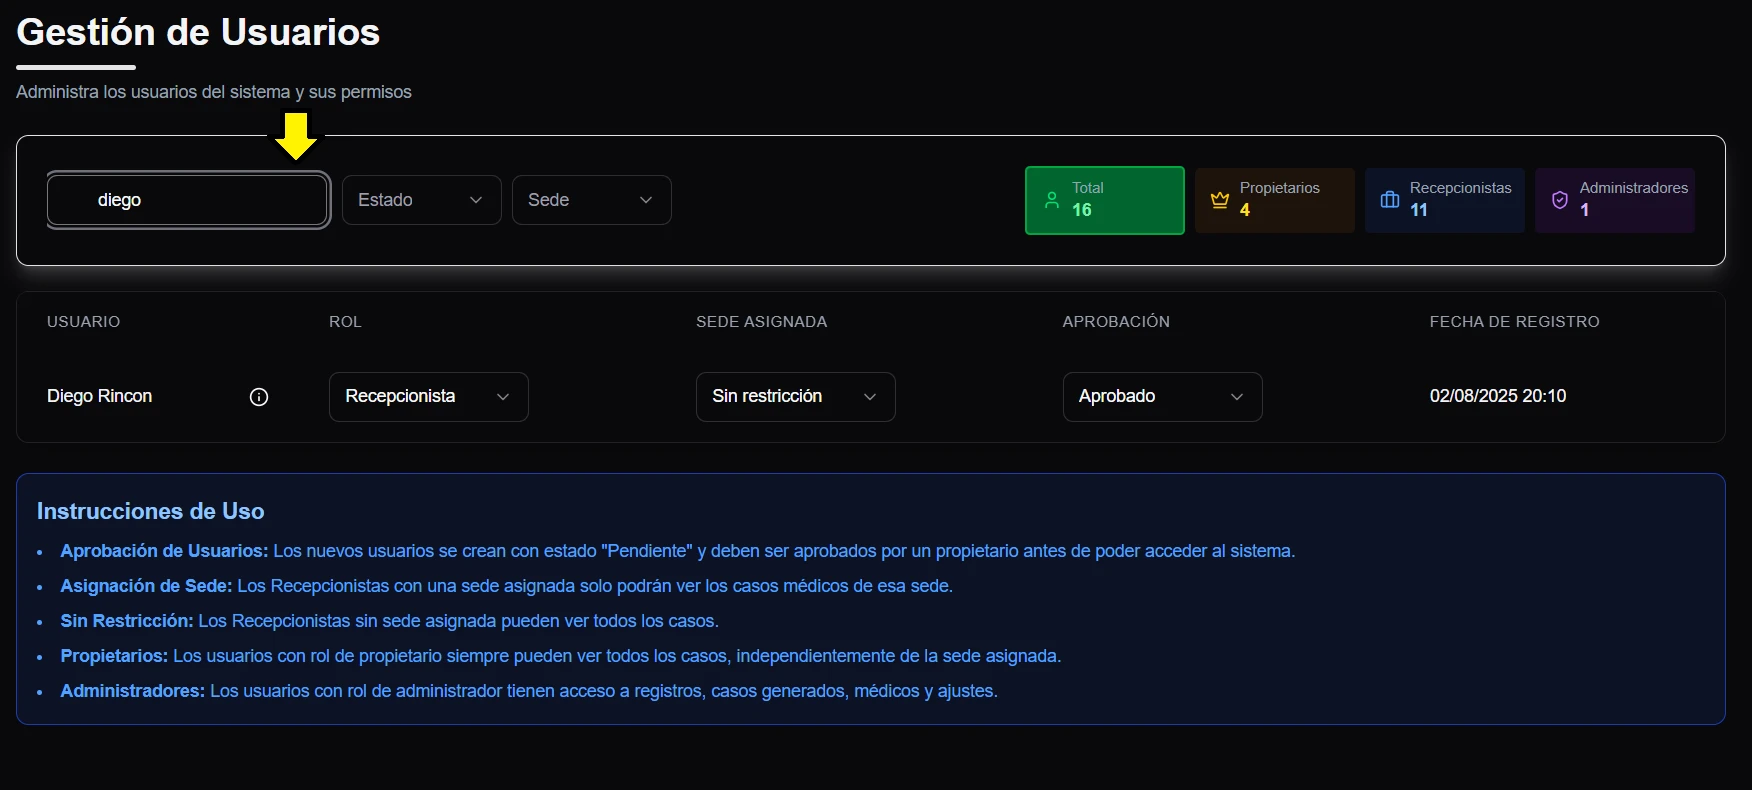 Gestión de Usuarios
Administra los usuarios del sistema y sus permisos
diego
Estado
Sede
Total
16
Propietarios
4
Recepcionistas
11
Administradores
1
USUARIO ROL SEDE ASIGNADA APROBACIÓN FECHA DE REGISTRO
Diego Rincon Recepcionista Sin restricción Aprobado 02/08/2025 20:10
Instrucciones de Uso
• Aprobación de Usuarios: Los nuevos usuarios se crean con estado "Pendiente" y deben ser aprobados por un propietario antes de poder acceder al sistema.
• Asignación de Sede: Los Recepcionistas con una sede asignada solo podrán ver los casos médicos de esa sede.
• Sin Restricción: Los Recepcionistas sin sede asignada pueden ver todos los casos.
• Propietarios: Los usuarios con rol de propietario siempre pueden ver todos los casos, independientemente de la sede asignada.
• Administradores: Los usuarios con rol de administrador tienen acceso a registros, casos generados, médicos y ajustes.